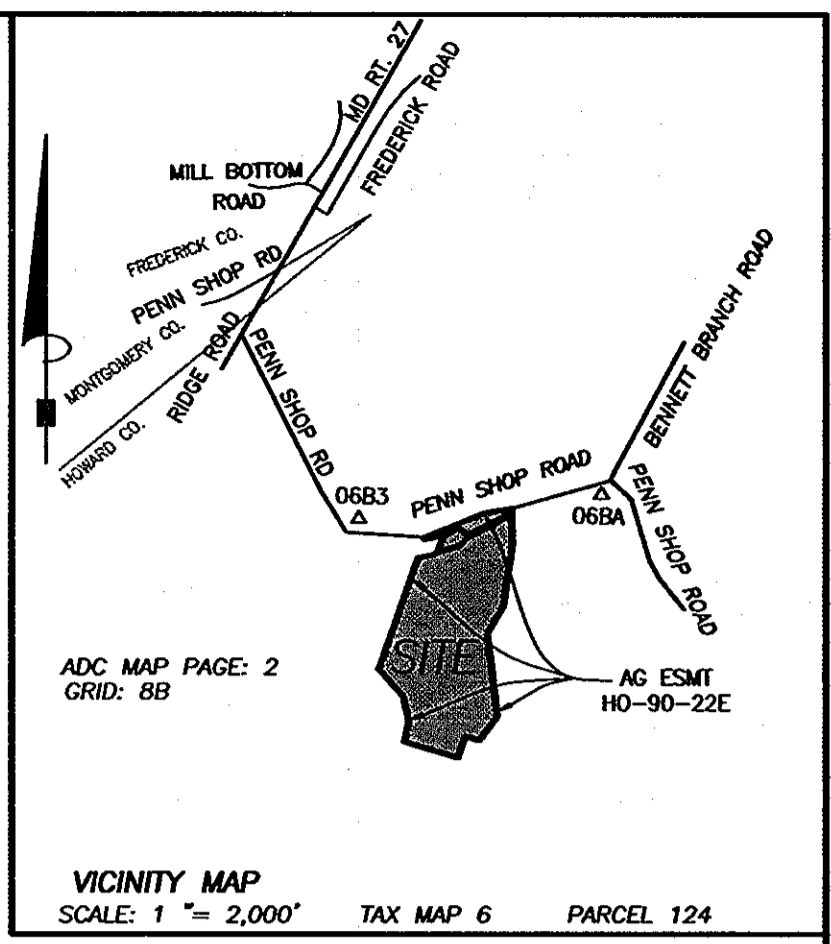 MD RT. 27
FREDERICK ROAD
MILL BOTTOM
ROAD
FREDERICK CO.
PENN SHOP RD
MONTGOMERY CO.
RIDGE ROAD
HOWARD CO.
PENN SHOP RD
BENNETT BRANCH ROAD
06B3
PENN SHOP ROAD
06BA
PENN SHOP ROAD
SITE
ADC MAP PAGE: 2
GRID: 8B
AG ESMT
HO-90-22E
VICINITY MAP
SCALE: 1 "= 2,000'
TAX MAP 6
PARCEL 124